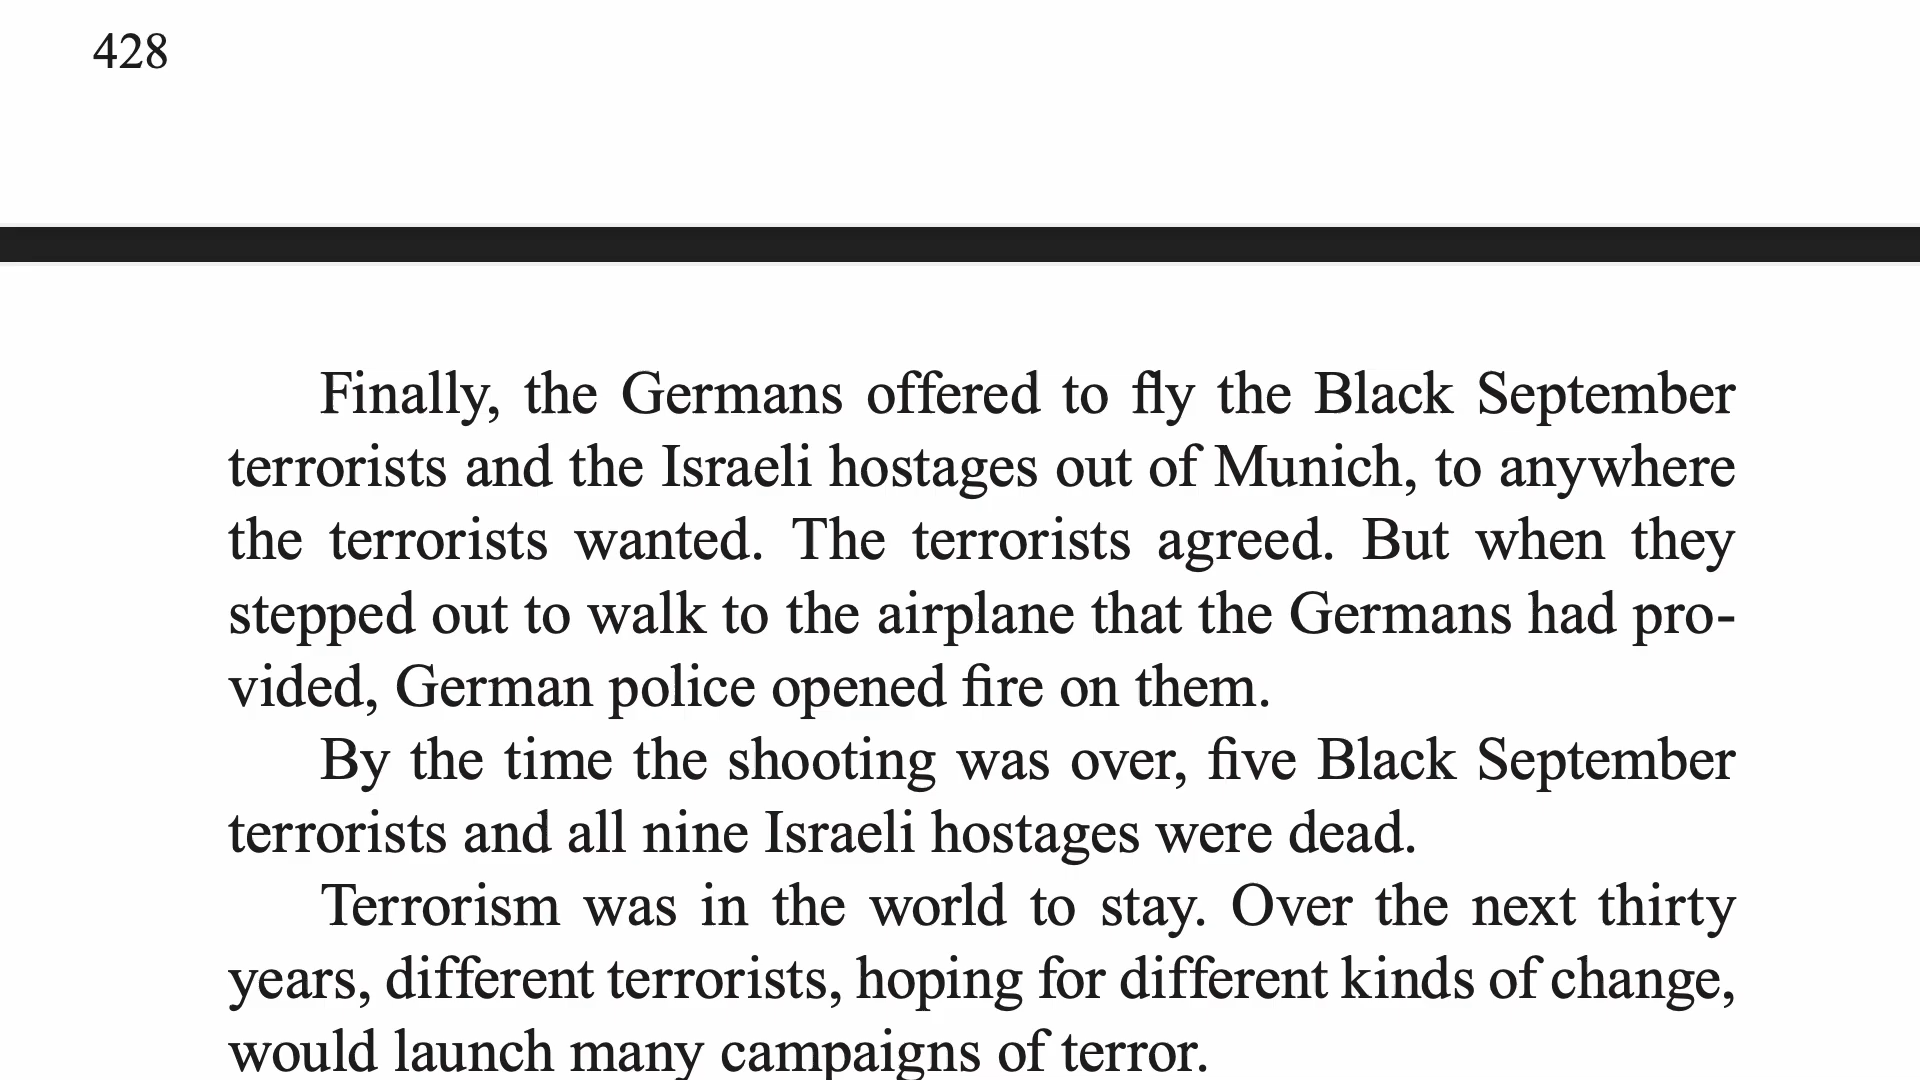 428
Finally, the Germans offered to fly the Black September
terrorists and the Israeli hostages out of Munich, to anywhere
the terrorists wanted. The terrorists agreed. But when they
stepped out to walk to the airplane that the Germans had pro-
vided, German police opened fire on them.
By the time the shooting was over, five Black September
terrorists and all nine Israeli hostages were dead.
Terrorism was in the world to stay. Over the next thirty
years, different terrorists, hoping for different kinds of change,
would launch many campaigns of terror.